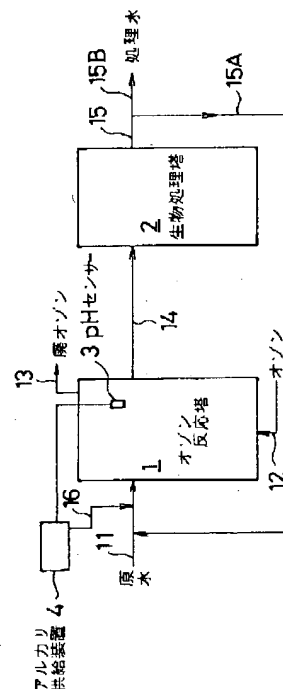 アルカリ
供給装置
4
16
11
原水
13
廃オゾン
3 pHセンサー
1
オゾン
反応塔
12
オゾン
14
2
生物処理塔
15
15B
処理水
15A